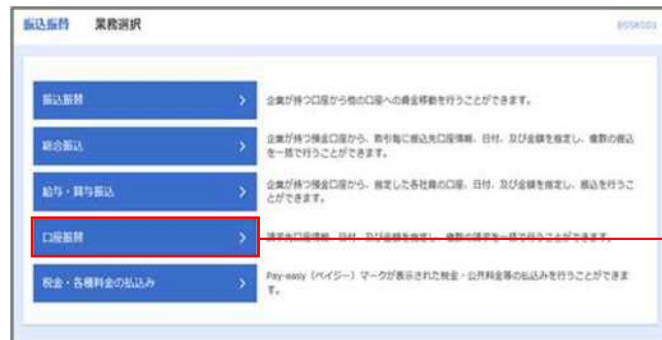 振込振替 業務選択 BSSK001
振込振替
企業が持つ口座から他の口座への資金移動を行うことができます。
総合振込
企業が持つ預金口座から、取引毎に振込先口座情報、日付、及び金額を指定し、複数の振込
を一括で行うことができます。
給与・賞与振込
企業が持つ預金口座から、指定した各社員の口座、日付、及び金額を指定し、振込を行うこ
とができます。
口座振替
請求先口座情報、日付、及び金額を指定し、複数の請求を一括で行うことができます。
税金・各種料金の払込み
Pay-easy（ペイジー）マークが表示された税金・公共料金等の払込みを行うことができま
す。